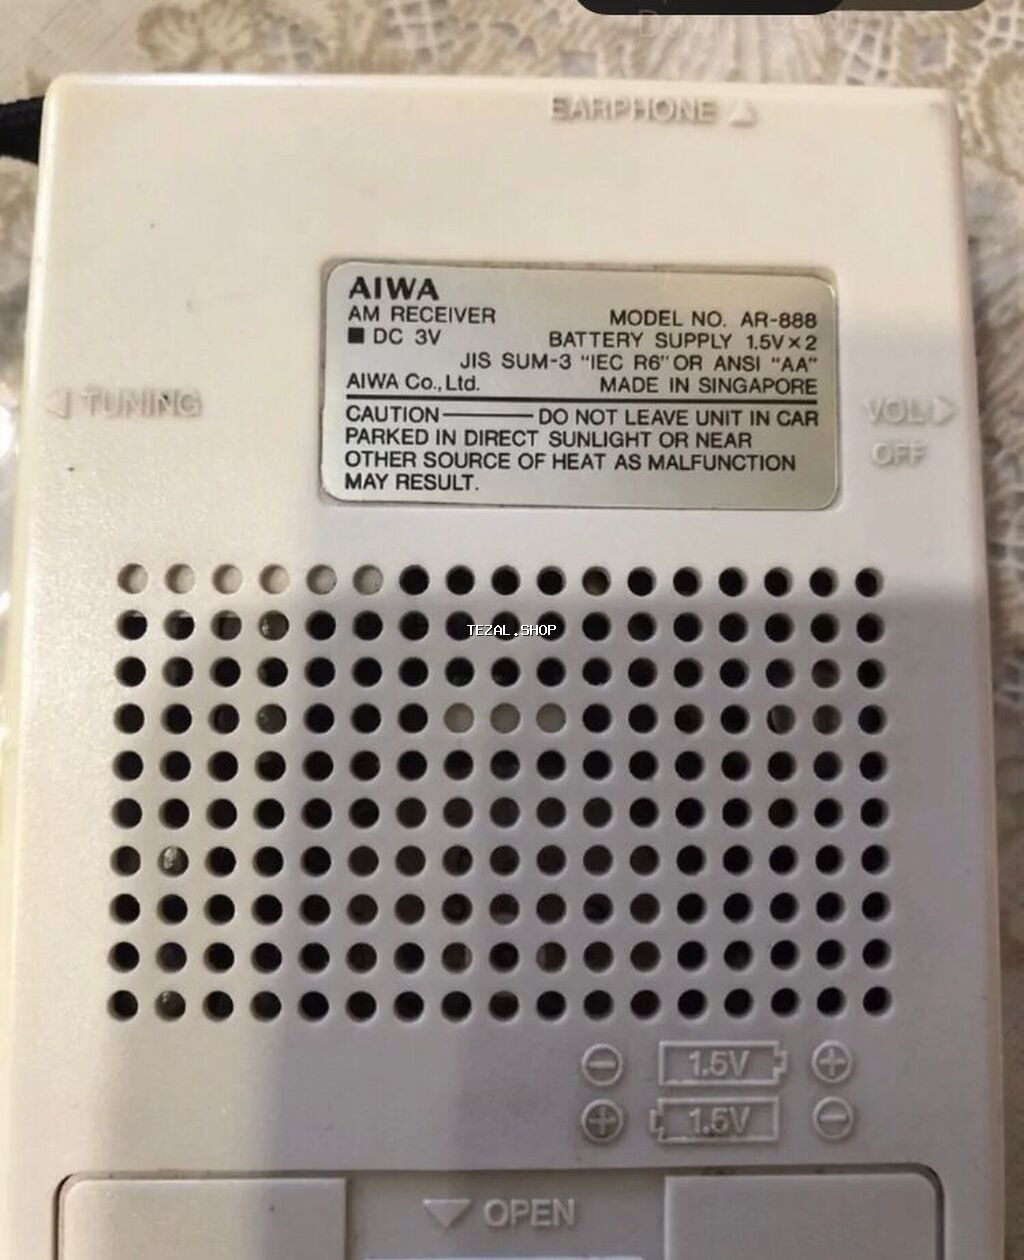 EARPHONE
AIWA
AM RECEIVER MODEL NO. AR-888
DC 3V BATTERY SUPPLY 1.5V×2
JIS SUM-3 “IEC R6” OR ANSI “AA”
AIWA Co., Ltd. MADE IN SINGAPORE
CAUTION — DO NOT LEAVE UNIT IN CAR
PARKED IN DIRECT SUNLIGHT OR NEAR
OTHER SOURCE OF HEAT AS MALFUNCTION
MAY RESULT.
TUNING
VOL.
OFF
TEZAL.SHOP
− 1.5V +
+ 1.5V −
OPEN